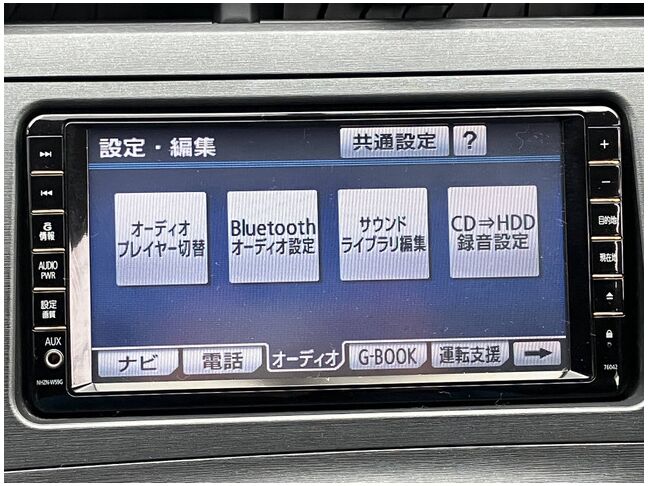 設定・編集
共通設定
?
オーディオ
プレイヤー切替
Bluetooth
オーディオ設定
サウンド
ライブラリ編集
CD⇒HDD
録音設定
ナビ
電話
オーディオ
G-BOOK
運転支援
情報
AUDIO
PWR
設定
画質
AUX
NHZN-W59G
+
−
目的地
現在地
76042